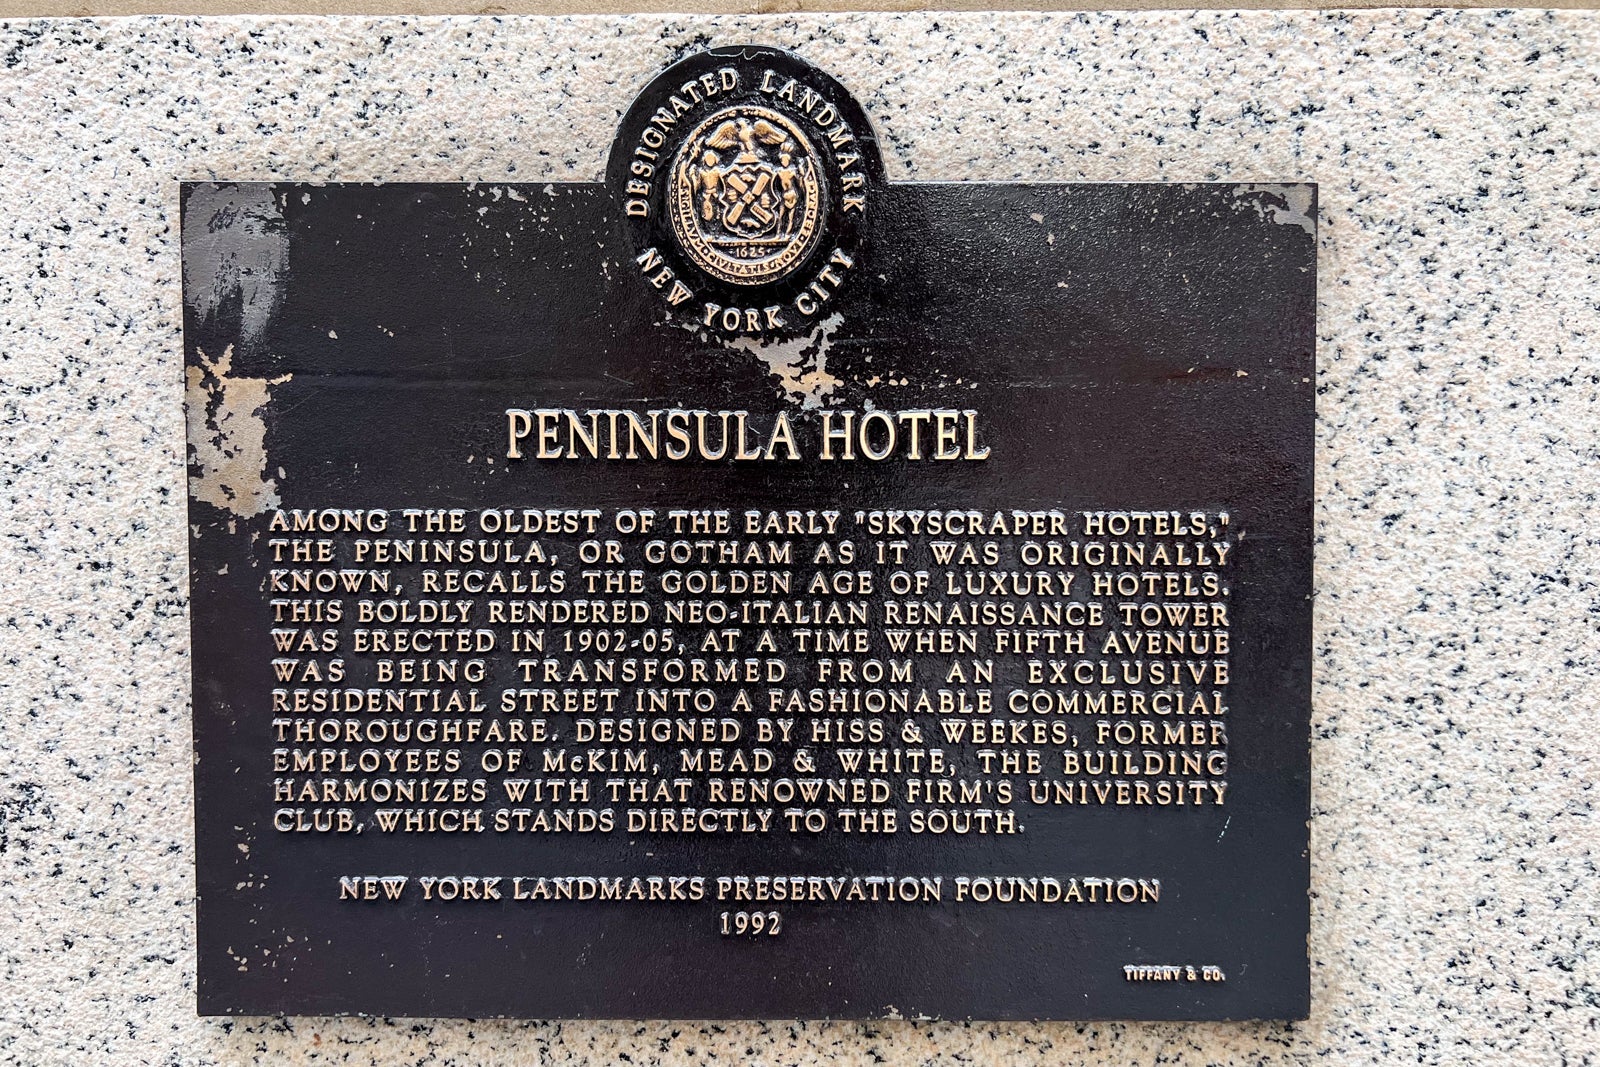 DESIGNATED LANDMARK
SIGILLVM CIVITATIS NOVI EBORACI
1625
NEW YORK CITY
PENINSULA HOTEL
AMONG THE OLDEST OF THE EARLY "SKYSCRAPER HOTELS,"
THE PENINSULA, OR GOTHAM AS IT WAS ORIGINALLY
KNOWN, RECALLS THE GOLDEN AGE OF LUXURY HOTELS.
THIS BOLDLY RENDERED NEO-ITALIAN RENAISSANCE TOWER
WAS ERECTED IN 1902-05, AT A TIME WHEN FIFTH AVENUE
WAS BEING TRANSFORMED FROM AN EXCLUSIVE
RESIDENTIAL STREET INTO A FASHIONABLE COMMERCIAL
THOROUGHFARE. DESIGNED BY HISS & WEEKES, FORMER
EMPLOYEES OF McKIM, MEAD & WHITE, THE BUILDING
HARMONIZES WITH THAT RENOWNED FIRM'S UNIVERSITY
CLUB, WHICH STANDS DIRECTLY TO THE SOUTH.
NEW YORK LANDMARKS PRESERVATION FOUNDATION
1992
TIFFANY & CO.